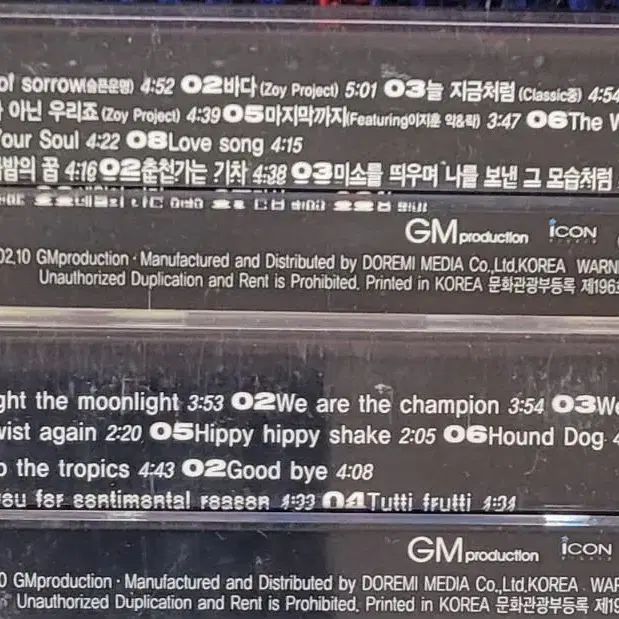 of sorrow(슬픈운명) 4:52 02바다(Zoy Project) 5:01 03늘 지금처럼(Classic중) 4:54
아닌 우리죠(Zoy Project) 4:39 05마지막까지(Featuring이지훈 익&락) 3:47 06The W
Your Soul 4:22 08Love song 4:15
밤의 꿈 4:16 02춘천가는 기차 4:38 03미소를 띄우며 나를 보낸 그 모습처럼
GM production iCON
02,10 GMproduction · Manufactured and Distributed by DOREMI MEDIA Co.,Ltd.KOREA WARN
Unauthorized Duplication and Rent is Prohibited. Printed in KOREA 문화관광부등록 제196
ght the moonlight 3:53 02We are the champion 3:54 03We
wist again 2:20 05Hippy hippy shake 2:05 06Hound Dog
o the tropics 4:43 02Good bye 4:08
ou for sentimental reason 4:33 04Tutti frutti 4:34
GM production iCON
0 GMproduction · Manufactured and Distributed by DOREMI MEDIA Co.,Ltd.KOREA WAR
Unauthorized Duplication and Rent is Prohibited. Printed in KOREA 문화관광부등록 제19